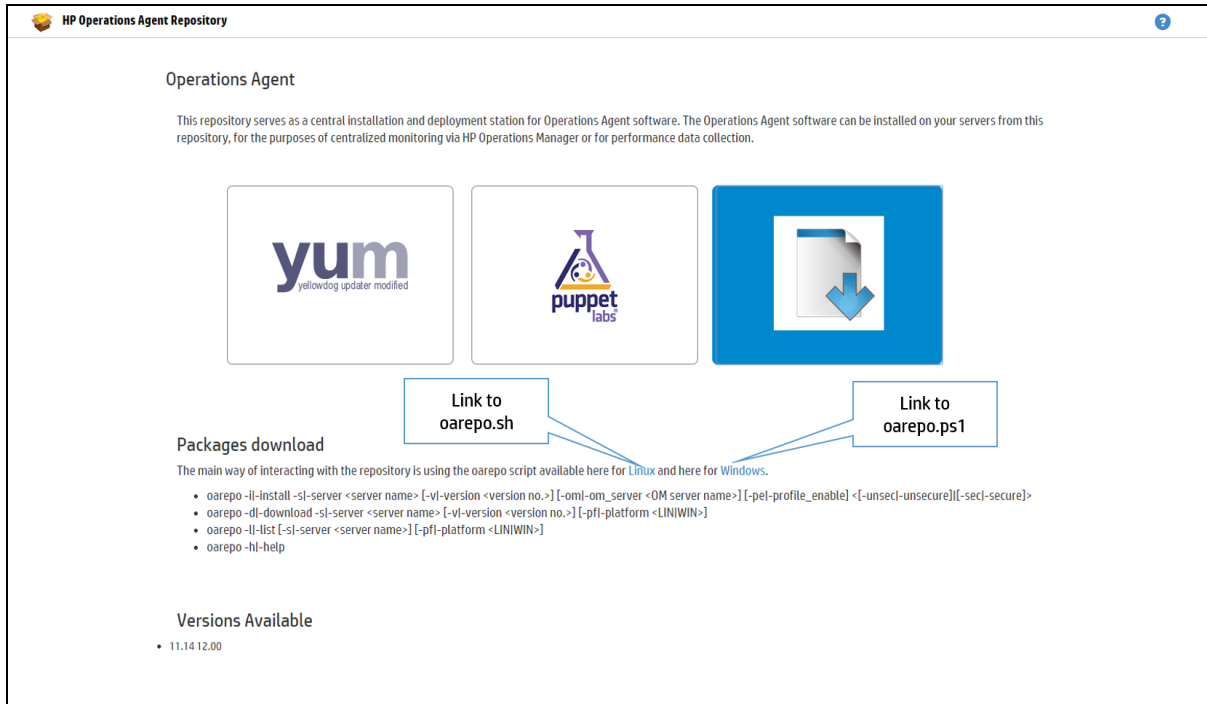 HP Operations Agent Repository
?
Operations Agent
This repository serves as a central installation and deployment station for Operations Agent software. The Operations Agent software can be installed on your servers from this
repository, for the purposes of centralized monitoring via HP Operations Manager or for performance data collection.
yum
yellowdog updater modified
puppet
labs
Link to
oarepo.sh
Link to
oarepo.ps1
Packages download
The main way of interacting with the repository is using the oarepo script available here for Linux and here for Windows.
• oarepo -i|-install -s|-server <server name> [-v|-version <version no.>] [-om|-om_server <OM server name>] [-pe|-profile_enable] <[-unsec|-unsecure]|[-sec|-secure]>
• oarepo -d|-download -s|-server <server name> [-v|-version <version no.>] [-pf|-platform <LIN|WIN>]
• oarepo -l|-list [-s|-server <server name>] [-pf|-platform <LIN|WIN>]
• oarepo -h|-help
Versions Available
• 11.14 12.00